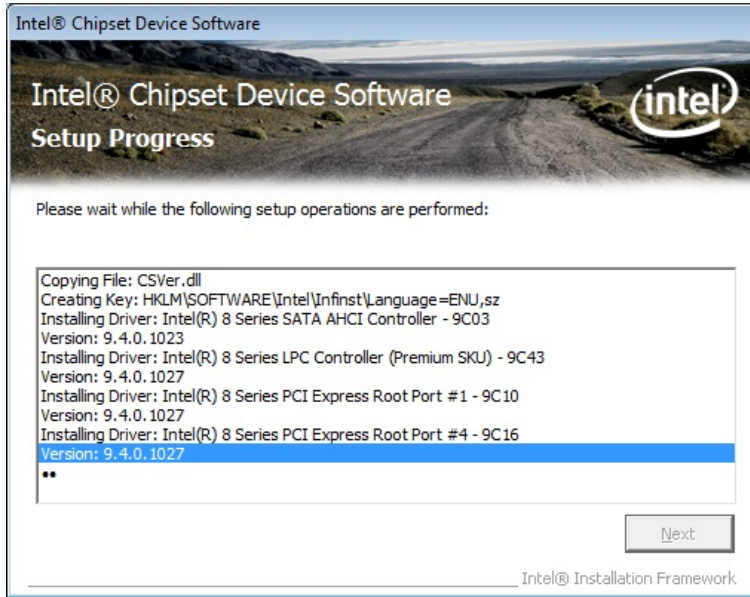 Intel® Chipset Device Software
Intel® Chipset Device Software
intel
Setup Progress
Please wait while the following setup operations are performed:
Copying File: CSVer.dll
Creating Key: HKLM\SOFTWARE\Intel\Infinst\Language=ENU,sz
Installing Driver: Intel(R) 8 Series SATA AHCI Controller - 9C03
Version: 9.4.0.1023
Installing Driver: Intel(R) 8 Series LPC Controller (Premium SKU) - 9C43
Version: 9.4.0.1027
Installing Driver: Intel(R) 8 Series PCI Express Root Port #1 - 9C10
Version: 9.4.0.1027
Installing Driver: Intel(R) 8 Series PCI Express Root Port #4 - 9C16
Version: 9.4.0.1027
••
Next
Intel® Installation Framework